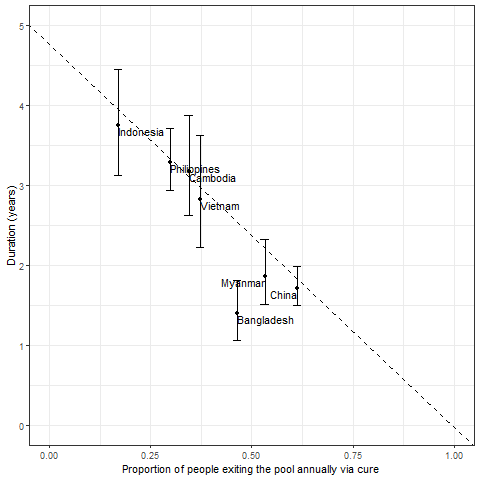 5
4
3
2
1
0
Duration (years)
Indonesia
Philippines
Cambodia
Vietnam
Myanmar
China
Bangladesh
0.00 0.25 0.50 0.75 1.00
Proportion of people exiting the pool annually via cure